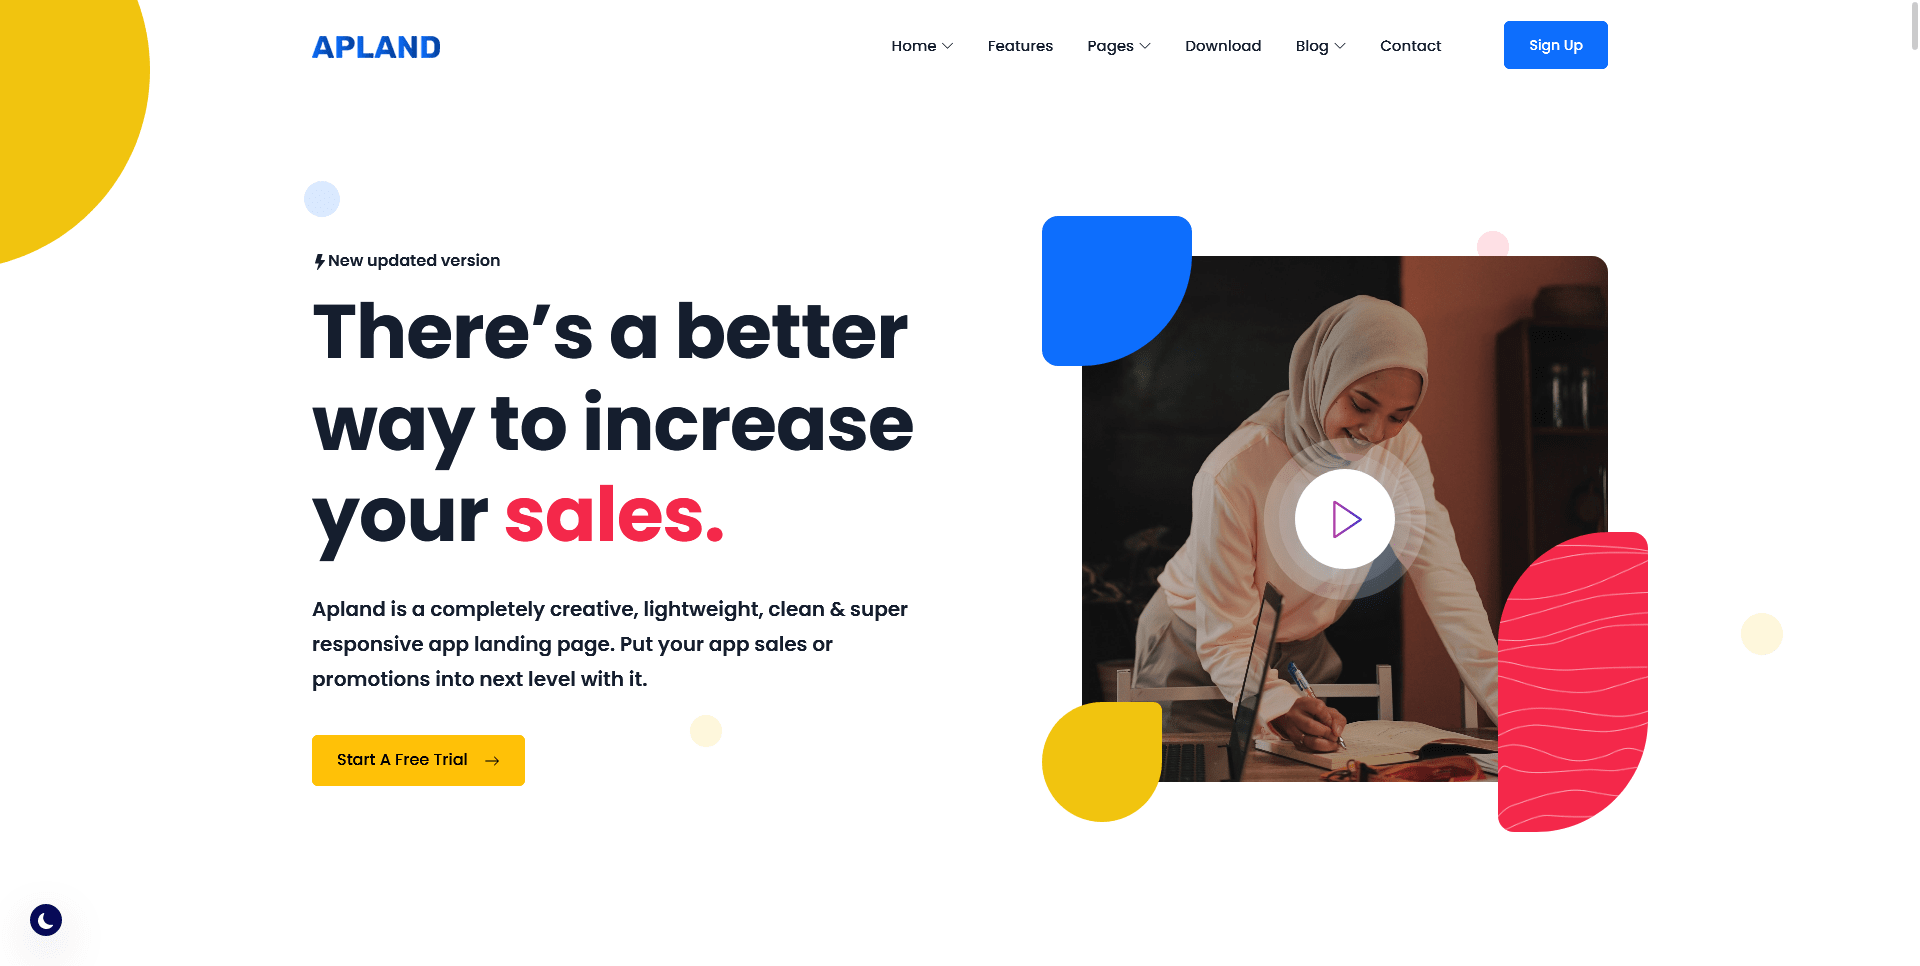 APLAND
Home
Features
Pages
Download
Blog
Contact
Sign Up
New updated version
There’s a better
way to increase
your sales.
Apland is a completely creative, lightweight, clean & super
responsive app landing page. Put your app sales or
promotions into next level with it.
Start A Free Trial